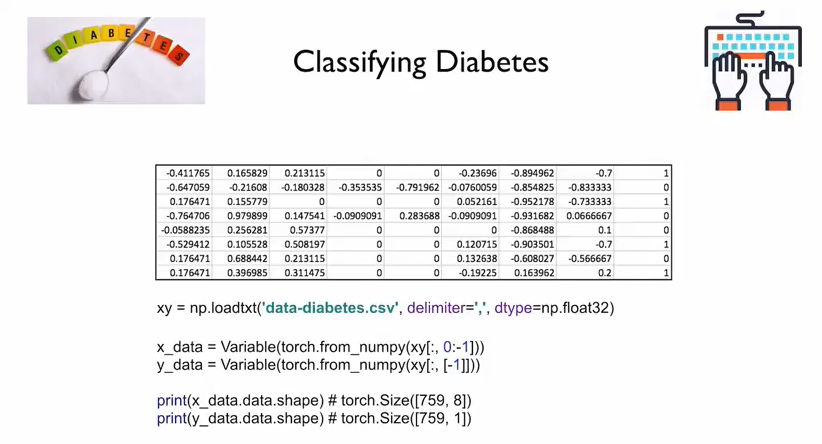 DIABETES
Classifying Diabetes
-0.411765 0.165829 0.213115 0 0 -0.23696 -0.894962 -0.7 1
-0.647059 -0.21608 -0.180328 -0.353535 -0.791962 -0.0760059 -0.854825 -0.833333 0
0.176471 0.155779 0 0 0 0.052161 -0.952178 -0.733333 1
-0.764706 0.979899 0.147541 -0.0909091 0.283688 -0.0909091 -0.931682 0.0666667 0
-0.0588235 0.256281 0.57377 0 0 0 -0.868488 0.1 0
-0.529412 0.105528 0.508197 0 0 0.120715 -0.903501 -0.7 1
0.176471 0.688442 0.213115 0 0 0.132638 -0.608027 -0.566667 0
0.176471 0.396985 0.311475 0 0 -0.19225 0.163962 0.2 1
xy = np.loadtxt('data-diabetes.csv', delimiter=',', dtype=np.float32)
x_data = Variable(torch.from_numpy(xy[:, 0:-1]))
y_data = Variable(torch.from_numpy(xy[:, [-1]]))
print(x_data.data.shape) # torch.Size([759, 8])
print(y_data.data.shape) # torch.Size([759, 1])